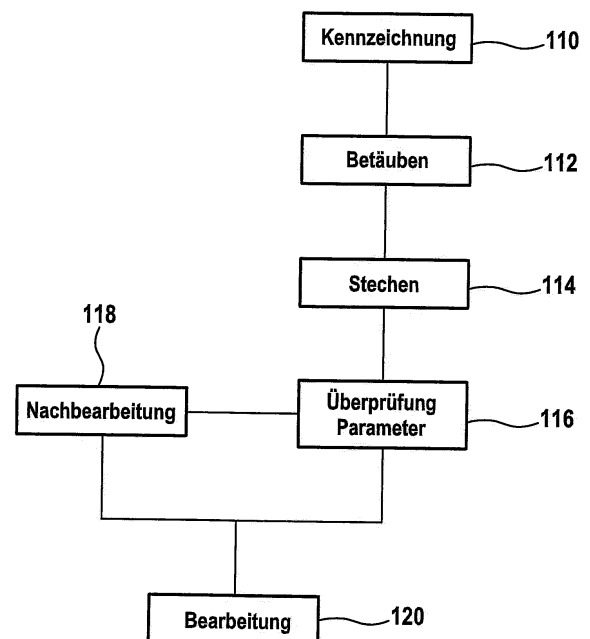 Kennzeichnung
110
Betäuben
112
Stechen
114
118
Nachbearbeitung
Überprüfung
Parameter
116
Bearbeitung
120